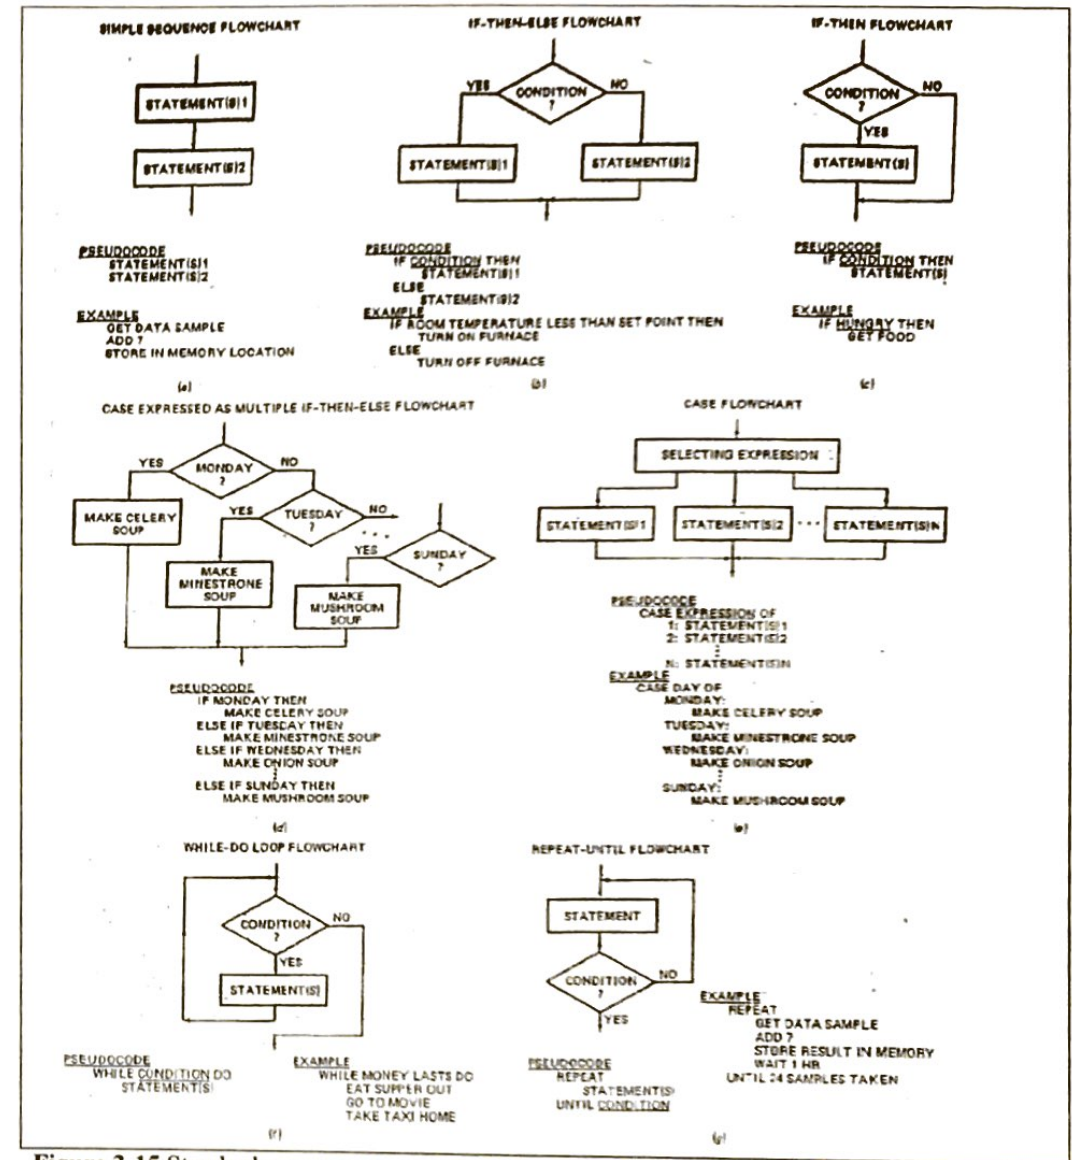 SIMPLE SEQUENCE FLOWCHART
STATEMENT(S)1
STATEMENT(S)2
PSEUDOCODE
STATEMENT(S)1
STATEMENT(S)2
EXAMPLE
GET DATA SAMPLE
ADD 7
STORE IN MEMORY LOCATION
(a)
IF-THEN-ELSE FLOWCHART
YES
CONDITION
?
NO
STATEMENT(S)1
STATEMENT(S)2
PSEUDOCODE
IF CONDITION THEN
STATEMENT(S)1
ELSE
STATEMENT(S)2
EXAMPLE
IF ROOM TEMPERATURE LESS THAN SET POINT THEN
TURN ON FURNACE
ELSE
TURN OFF FURNACE
(b)
IF-THEN FLOWCHART
CONDITION
?
NO
YES
STATEMENT(S)
PSEUDOCODE
IF CONDITION THEN
STATEMENT(S)
EXAMPLE
IF HUNGRY THEN
GET FOOD
(c)
CASE EXPRESSED AS MULTIPLE IF-THEN-ELSE FLOWCHART
YES
MONDAY
?
NO
MAKE CELERY
SOUP
YES
TUESDAY
?
NO
...
MAKE
MINESTRONE
SOUP
YES
SUNDAY
?
MAKE
MUSHROOM
SOUP
PSEUDOCODE
IF MONDAY THEN
MAKE CELERY SOUP
ELSE IF TUESDAY THEN
MAKE MINESTRONE SOUP
ELSE IF WEDNESDAY THEN
MAKE ONION SOUP
⋮
ELSE IF SUNDAY THEN
MAKE MUSHROOM SOUP
(d)
CASE FLOWCHART
SELECTING EXPRESSION
STATEMENT(S)1
STATEMENT(S)2
...
STATEMENT(S)N
PSEUDOCODE
CASE EXPRESSION OF
1: STATEMENT(S)1
2: STATEMENT(S)2
⋮
N: STATEMENT(S)N
EXAMPLE
CASE DAY OF
MONDAY:
MAKE CELERY SOUP
TUESDAY:
MAKE MINESTRONE SOUP
WEDNESDAY:
MAKE ONION SOUP
⋮
SUNDAY:
MAKE MUSHROOM SOUP
(e)
WHILE-DO LOOP FLOWCHART
CONDITION
?
NO
YES
STATEMENT(S)
PSEUDOCODE
WHILE CONDITION DO
STATEMENT(S)
EXAMPLE
WHILE MONEY LASTS DO
EAT SUPPER OUT
GO TO MOVIE
TAKE TAXI HOME
(f)
REPEAT-UNTIL FLOWCHART
STATEMENT
CONDITION
?
NO
YES
PSEUDOCODE
REPEAT
STATEMENT(S)
UNTIL CONDITION
EXAMPLE
REPEAT
GET DATA SAMPLE
ADD 7
STORE RESULT IN MEMORY
WAIT 1 HR
UNTIL 24 SAMPLES TAKEN
(g)